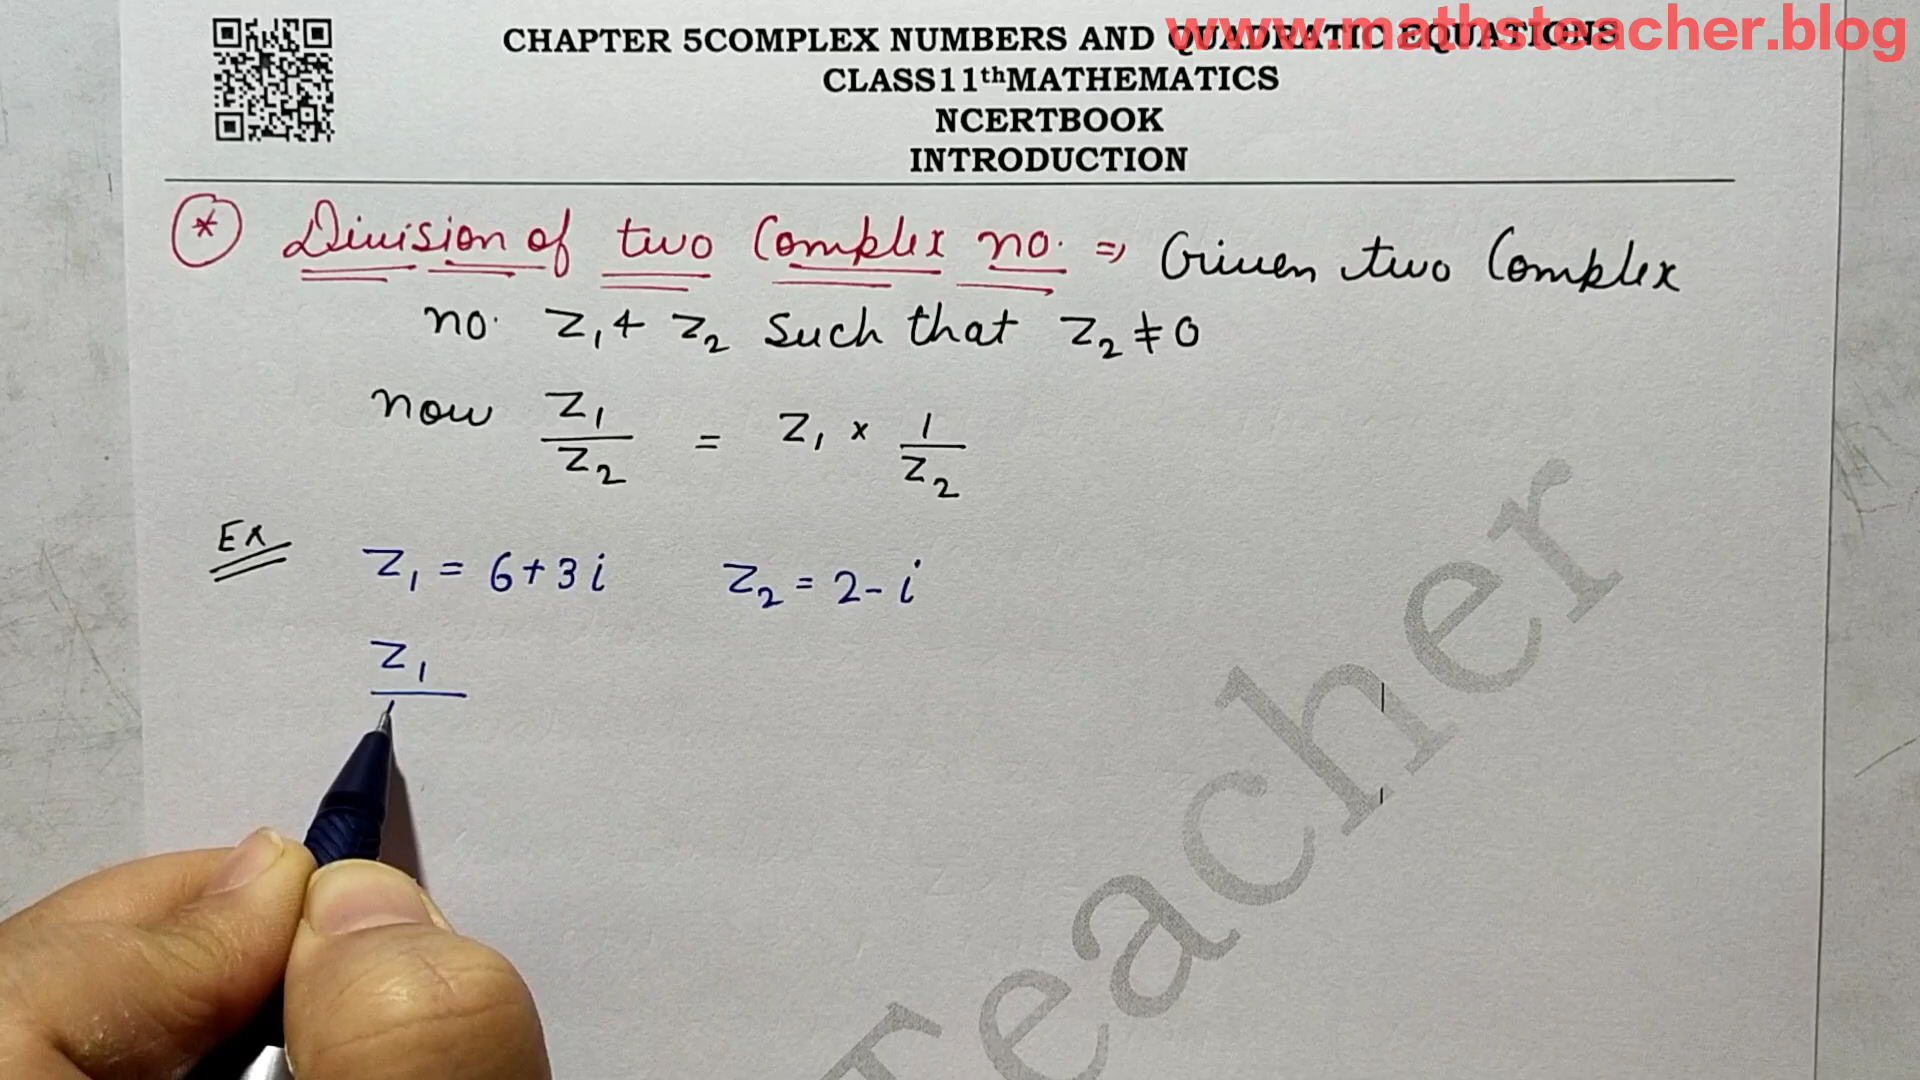 www.mathsteacher.blog
CHAPTER 5COMPLEX NUMBERS AND QUADRATIC EQUATIONS
CLASS11thMATHEMATICS
NCERTBOOK
INTRODUCTION
* Division of two Complex no. ⇒ Given two Complex
no. z₁ & z₂ such that z₂ ≠ 0
now z₁/z₂ = z₁ × 1/z₂
Ex z₁ = 6+3i z₂ = 2-i
z₁
Teacher